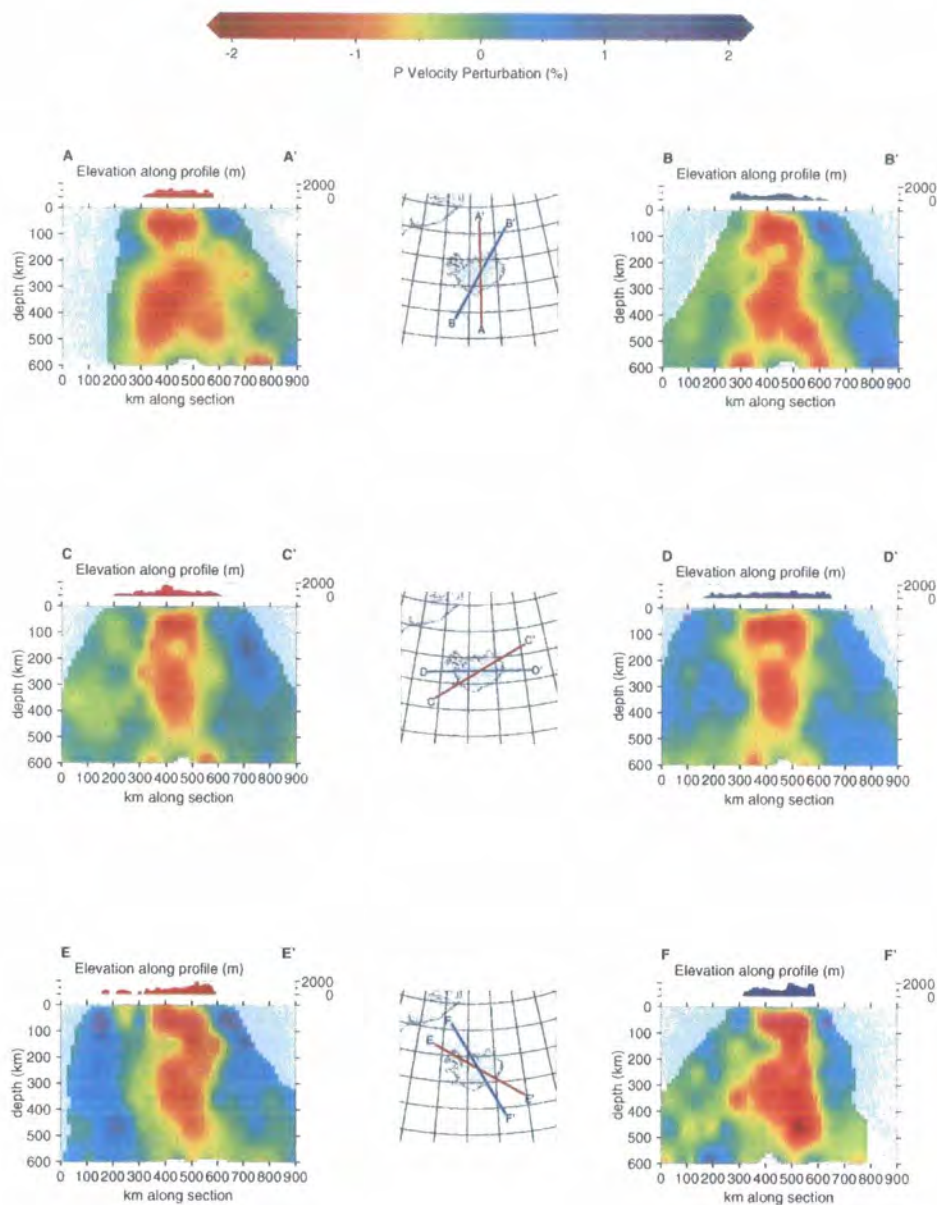 -2 -1 0 1 2
P Velocity Perturbation (%)
A A'
Elevation along profile (m)
2000
0
0
100
200
300
400
500
600
depth (km)
0 100 200 300 400 500 600 700 800 900
km along section
A'
B'
B
A
B B'
Elevation along profile (m)
2000
0
0
100
200
300
400
500
600
depth (km)
0 100 200 300 400 500 600 700 800 900
km along section
C C'
Elevation along profile (m)
2000
0
0
100
200
300
400
500
600
depth (km)
0 100 200 300 400 500 600 700 800 900
km along section
C'
D D'
C
D D'
Elevation along profile (m)
2000
0
0
100
200
300
400
500
600
depth (km)
0 100 200 300 400 500 600 700 800 900
km along section
E E'
Elevation along profile (m)
2000
0
0
100
200
300
400
500
600
depth (km)
0 100 200 300 400 500 600 700 800 900
km along section
F
E
E'
F'
F F'
Elevation along profile (m)
2000
0
0
100
200
300
400
500
600
depth (km)
0 100 200 300 400 500 600 700 800 900
km along section